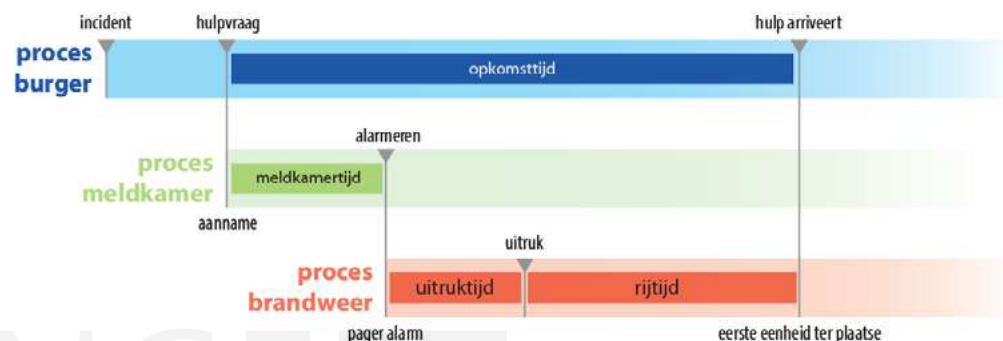 incident
hulpvraag
hulp arriveert
proces
burger
opkomsttijd
alarmeren
proces
meldkamer
meldkamertijd
aanname
uitruk
proces
brandweer
uitruktijd
rijtijd
pager alarm
eerste eenheid ter plaatse